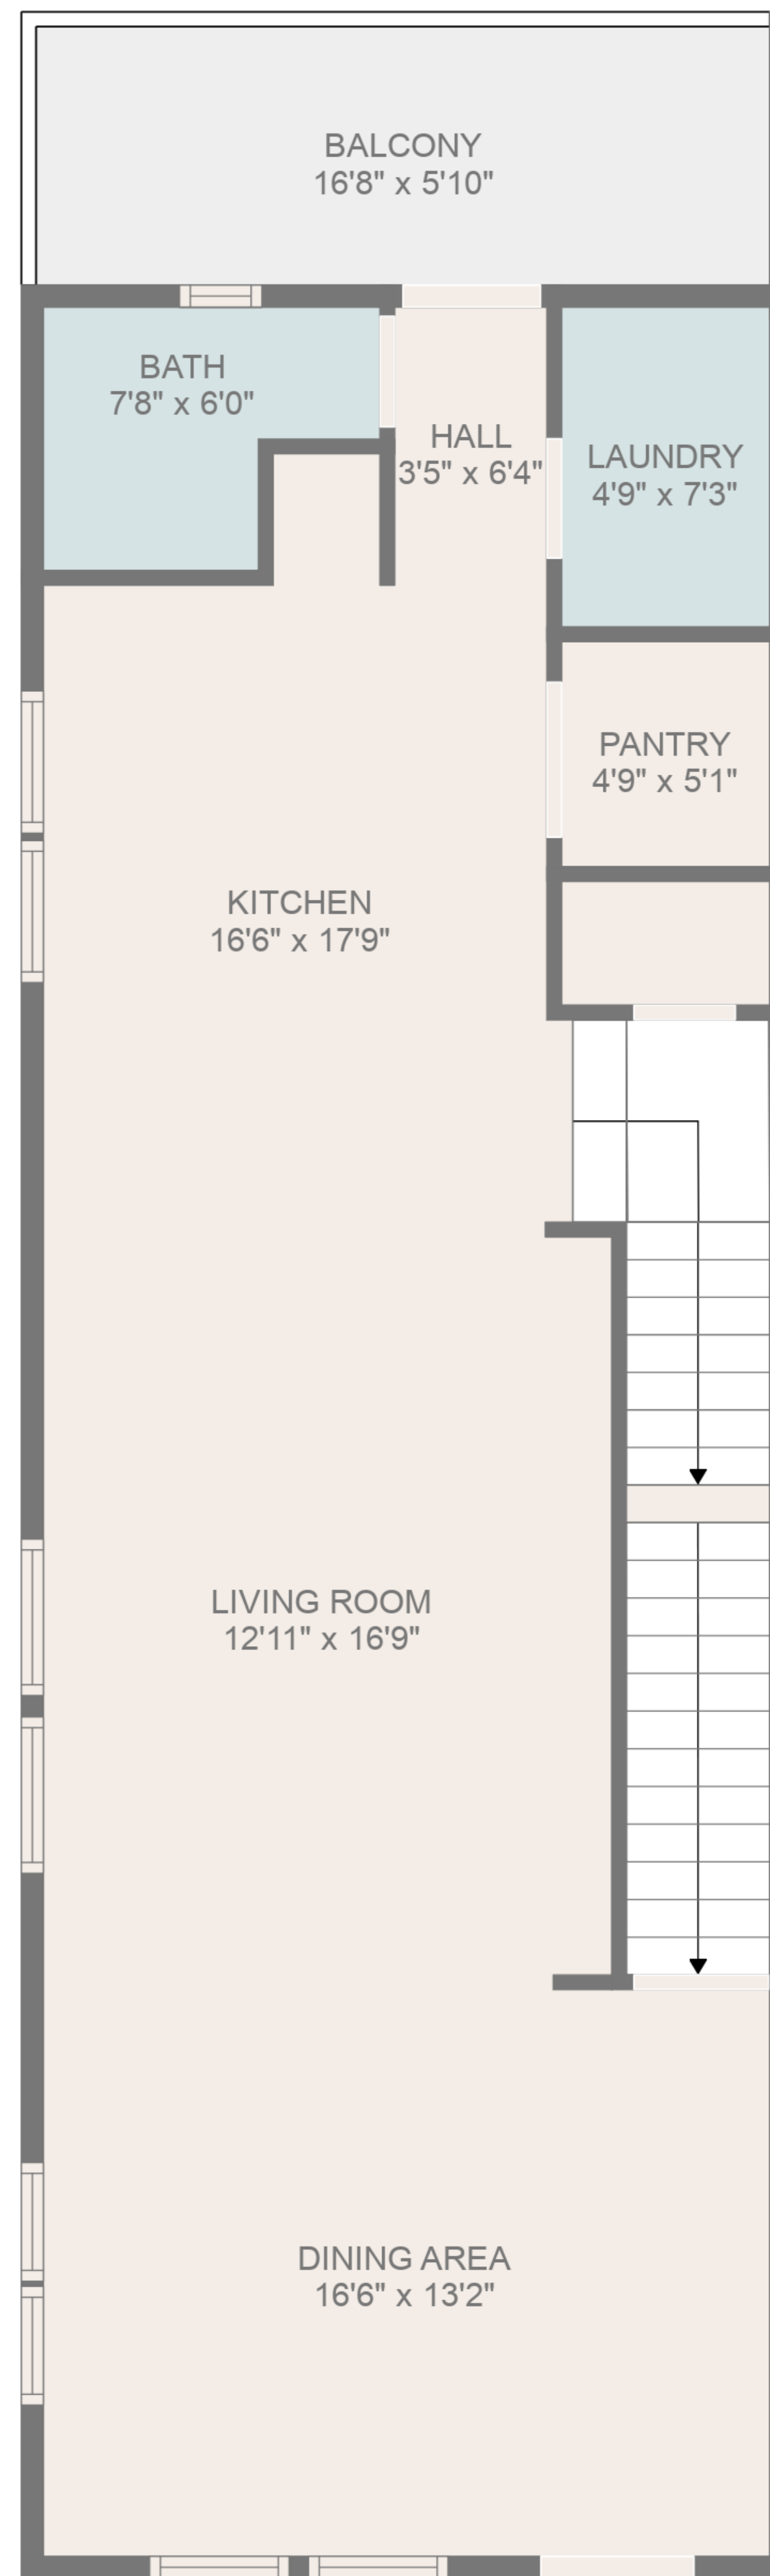 BALCONY
16'8" x 5'10"
BATH
7'8" x 6'0"
HALL
3'5" x 6'4"
LAUNDRY
4'9" x 7'3"
PANTRY
4'9" x 5'1"
KITCHEN
16'6" x 17'9"
LIVING ROOM
12'11" x 16'9"
DINING AREA
16'6" x 13'2"